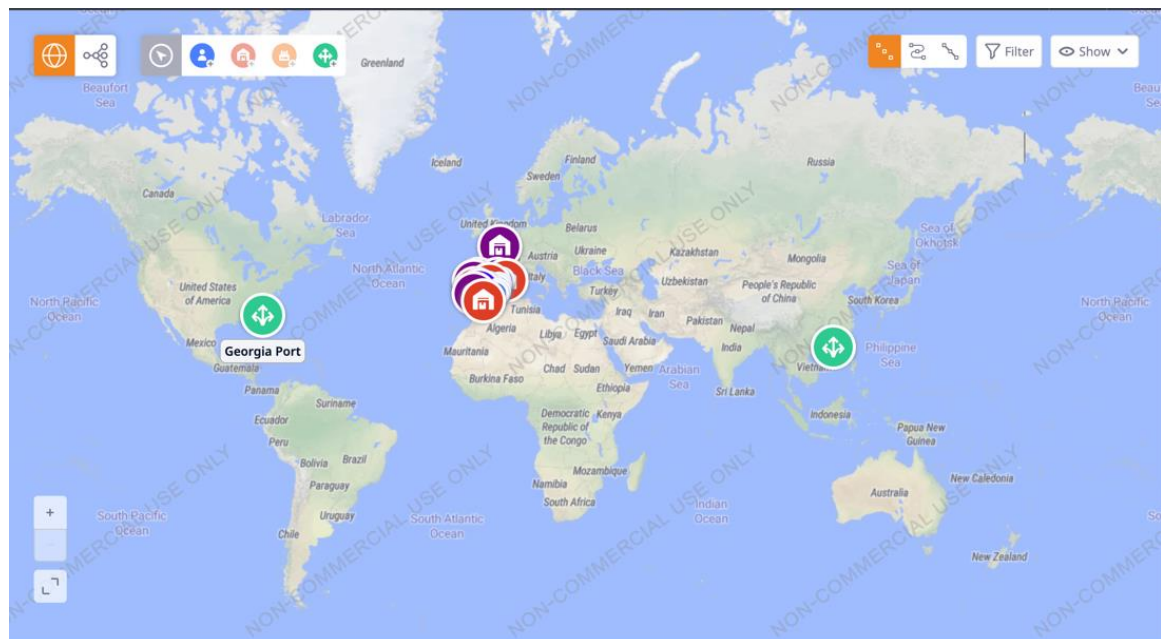 Greenland
Filter
Show
Beaufort
Sea
Beau
Se
Iceland
Finland
Russia
Sweden
Canada
Labrador
Sea
United Kingdom
Belarus
Sea of
Okhotsk
Austria
Ukraine
Kazakhstan
Mongolia
North Atlantic
Ocean
Italy
Black Sea
Uzbekistan
People's Republic
of China
Sea of
Japan
United States
of America
Turkey
South Korea
North Pacific
Ocean
North Pacific
Ocean
Tunisia
Iraq
Iran
Pakistan
Nepal
Mexico
Georgia Port
Algeria
Libya
Egypt
Saudi Arabia
India
Philippine
Sea
Mauritania
Guatemala
Chad
Sudan
Yemen
Arabian
Sea
Vietnam
Burkina Faso
Ethiopia
Sri Lanka
Panama
Suriname
Ecuador
Democratic
Republic of
the Congo
Kenya
Indonesia
Papua New
Guinea
Peru
Bolivia
Brazil
Mozambique
New Caledonia
Paraguay
Namibia
Australia
South Africa
South Pacific
Ocean
Uruguay
South Atlantic
Ocean
Indian
Ocean
So
Chile
New Zealand
NON-COMMERCIAL USE ONLY